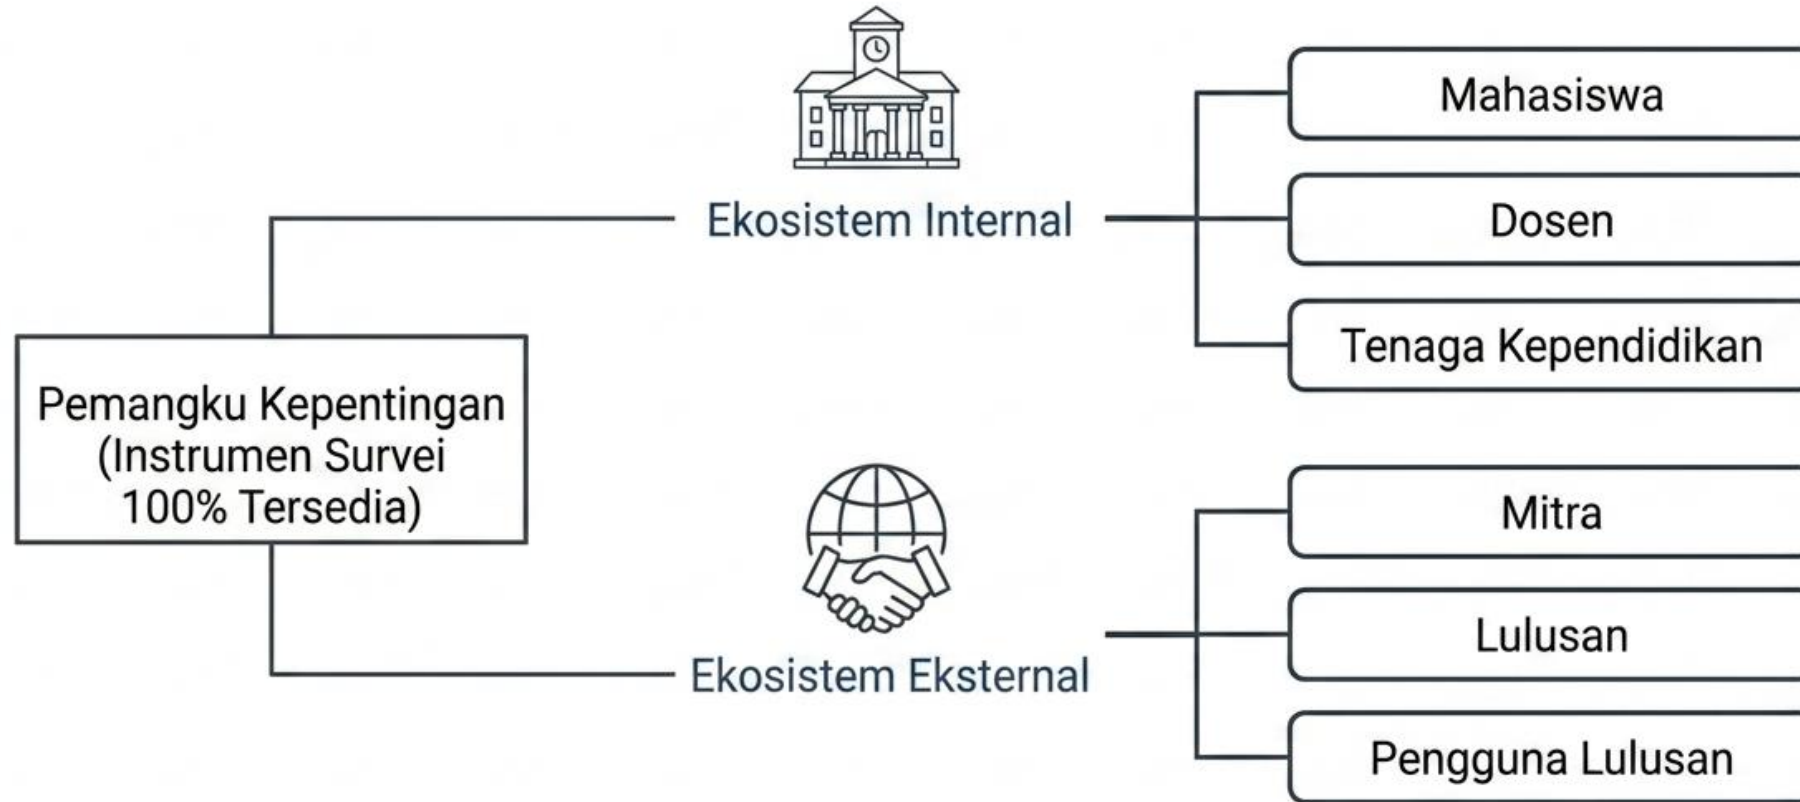 Pemangku Kepentingan
(Instrumen Survei
100% Tersedia)
Ekosistem Internal
Mahasiswa
Dosen
Tenaga Kependidikan
Ekosistem Eksternal
Mitra
Lulusan
Pengguna Lulusan